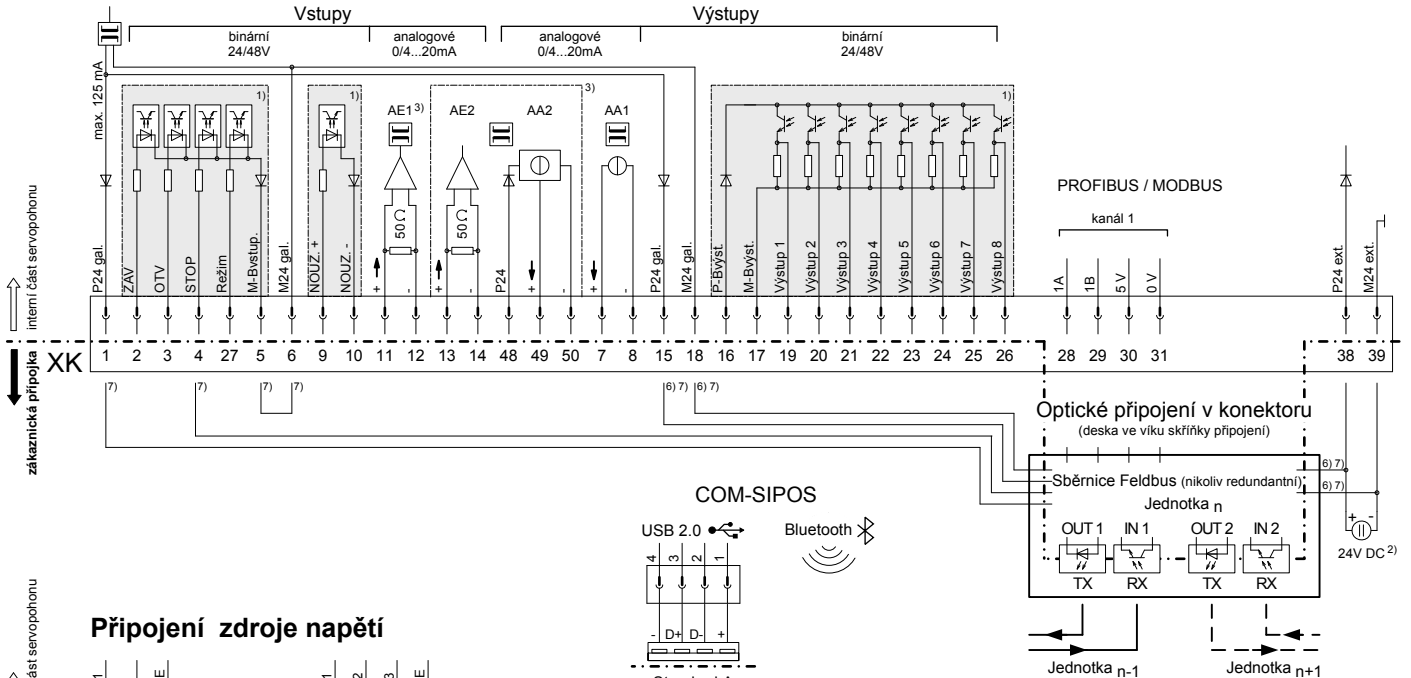 Vstupy
Výstupy
binární
24/48V
analogové
0/4...20mA
analogové
0/4...20mA
binární
24/48V
max. 125 mA
1)
1)
AE1 3)
AE2
AA2
3)
AA1
1)
50 Ω
50 Ω
PROFIBUS / MODBUS
kanál 1
interní část servopohonu
P24 gal.
ZAV
OTV
STOP
Režim
M-Bvstup.
M24 gal.
NOUZ. +
NOUZ. -
+
-
+
-
P24
+
-
+
-
P24 gal.
M24 gal.
P-Bvýst.
M-Bvýst.
Výstup 1
Výstup 2
Výstup 3
Výstup 4
Výstup 5
Výstup 6
Výstup 7
Výstup 8
1A
1B
5 V
0 V
P24 ext.
M24 ext.
XK
1 2 3 4 27 5 6 9 10 11 12 13 14 48 49 50 7 8 15 18 16 17 19 20 21 22 23 24 25 26 28 29 30 31 38 39
zákaznická přípojka
7)
7)
7)
7)
6) 7)
6) 7)
Optické připojení v konektoru
(deska ve víku skříňky připojení)
Sběrnice Feldbus (nikoliv redundantní)
Jednotka n
6) 7)
6) 7)
OUT 1
IN 1
OUT 2
IN 2
TX
RX
TX
RX
+ -
24V DC 2)
Jednotka n-1
Jednotka n+1
COM-SIPOS
USB 2.0
Bluetooth
4 3 2 1
- D+ D- +
ást servopohonu
Připojení zdroje napětí
1
E
1
2
3
E